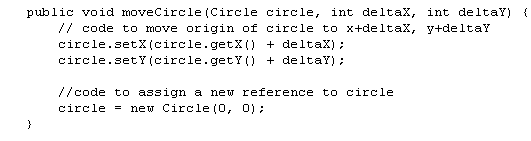 public void moveCircle(Circle circle, int deltaX, int deltaY) {
    // code to move origin of circle to x+deltaX, y+deltaY
    circle.setX(circle.getX() + deltaX);
    circle.setY(circle.getY() + deltaY);

    //code to assign a new reference to circle
    circle = new Circle(0, 0);
}